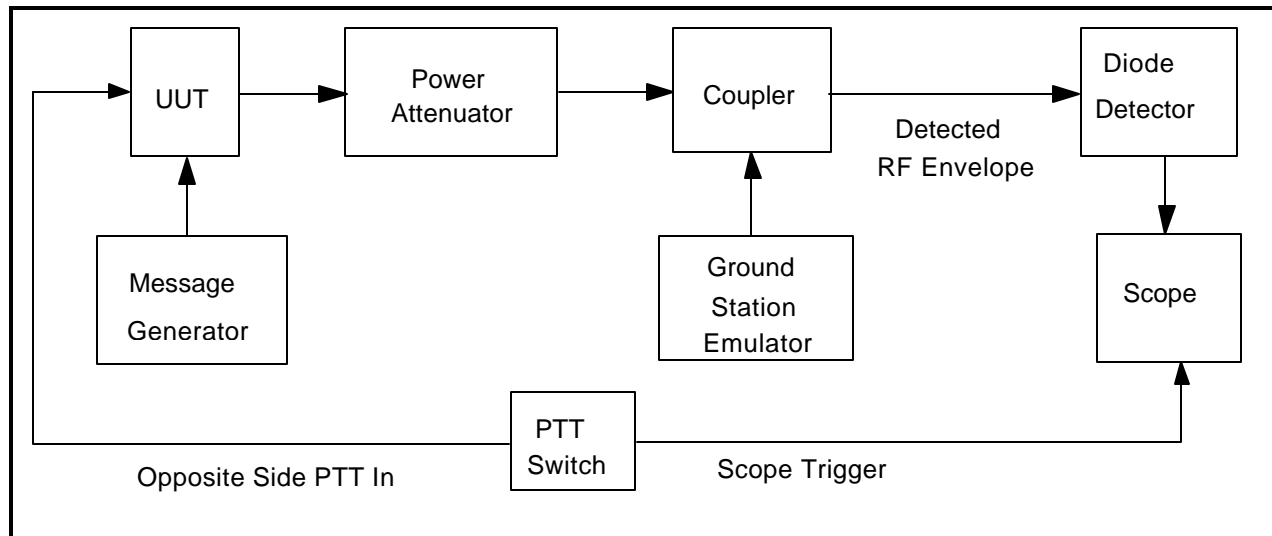 UUT
Power
Attenuator
Coupler
Diode
Detector
Detected
RF Envelope
Message
Generator
Ground
Station
Emulator
Scope
PTT
Switch
Opposite Side PTT In
Scope Trigger